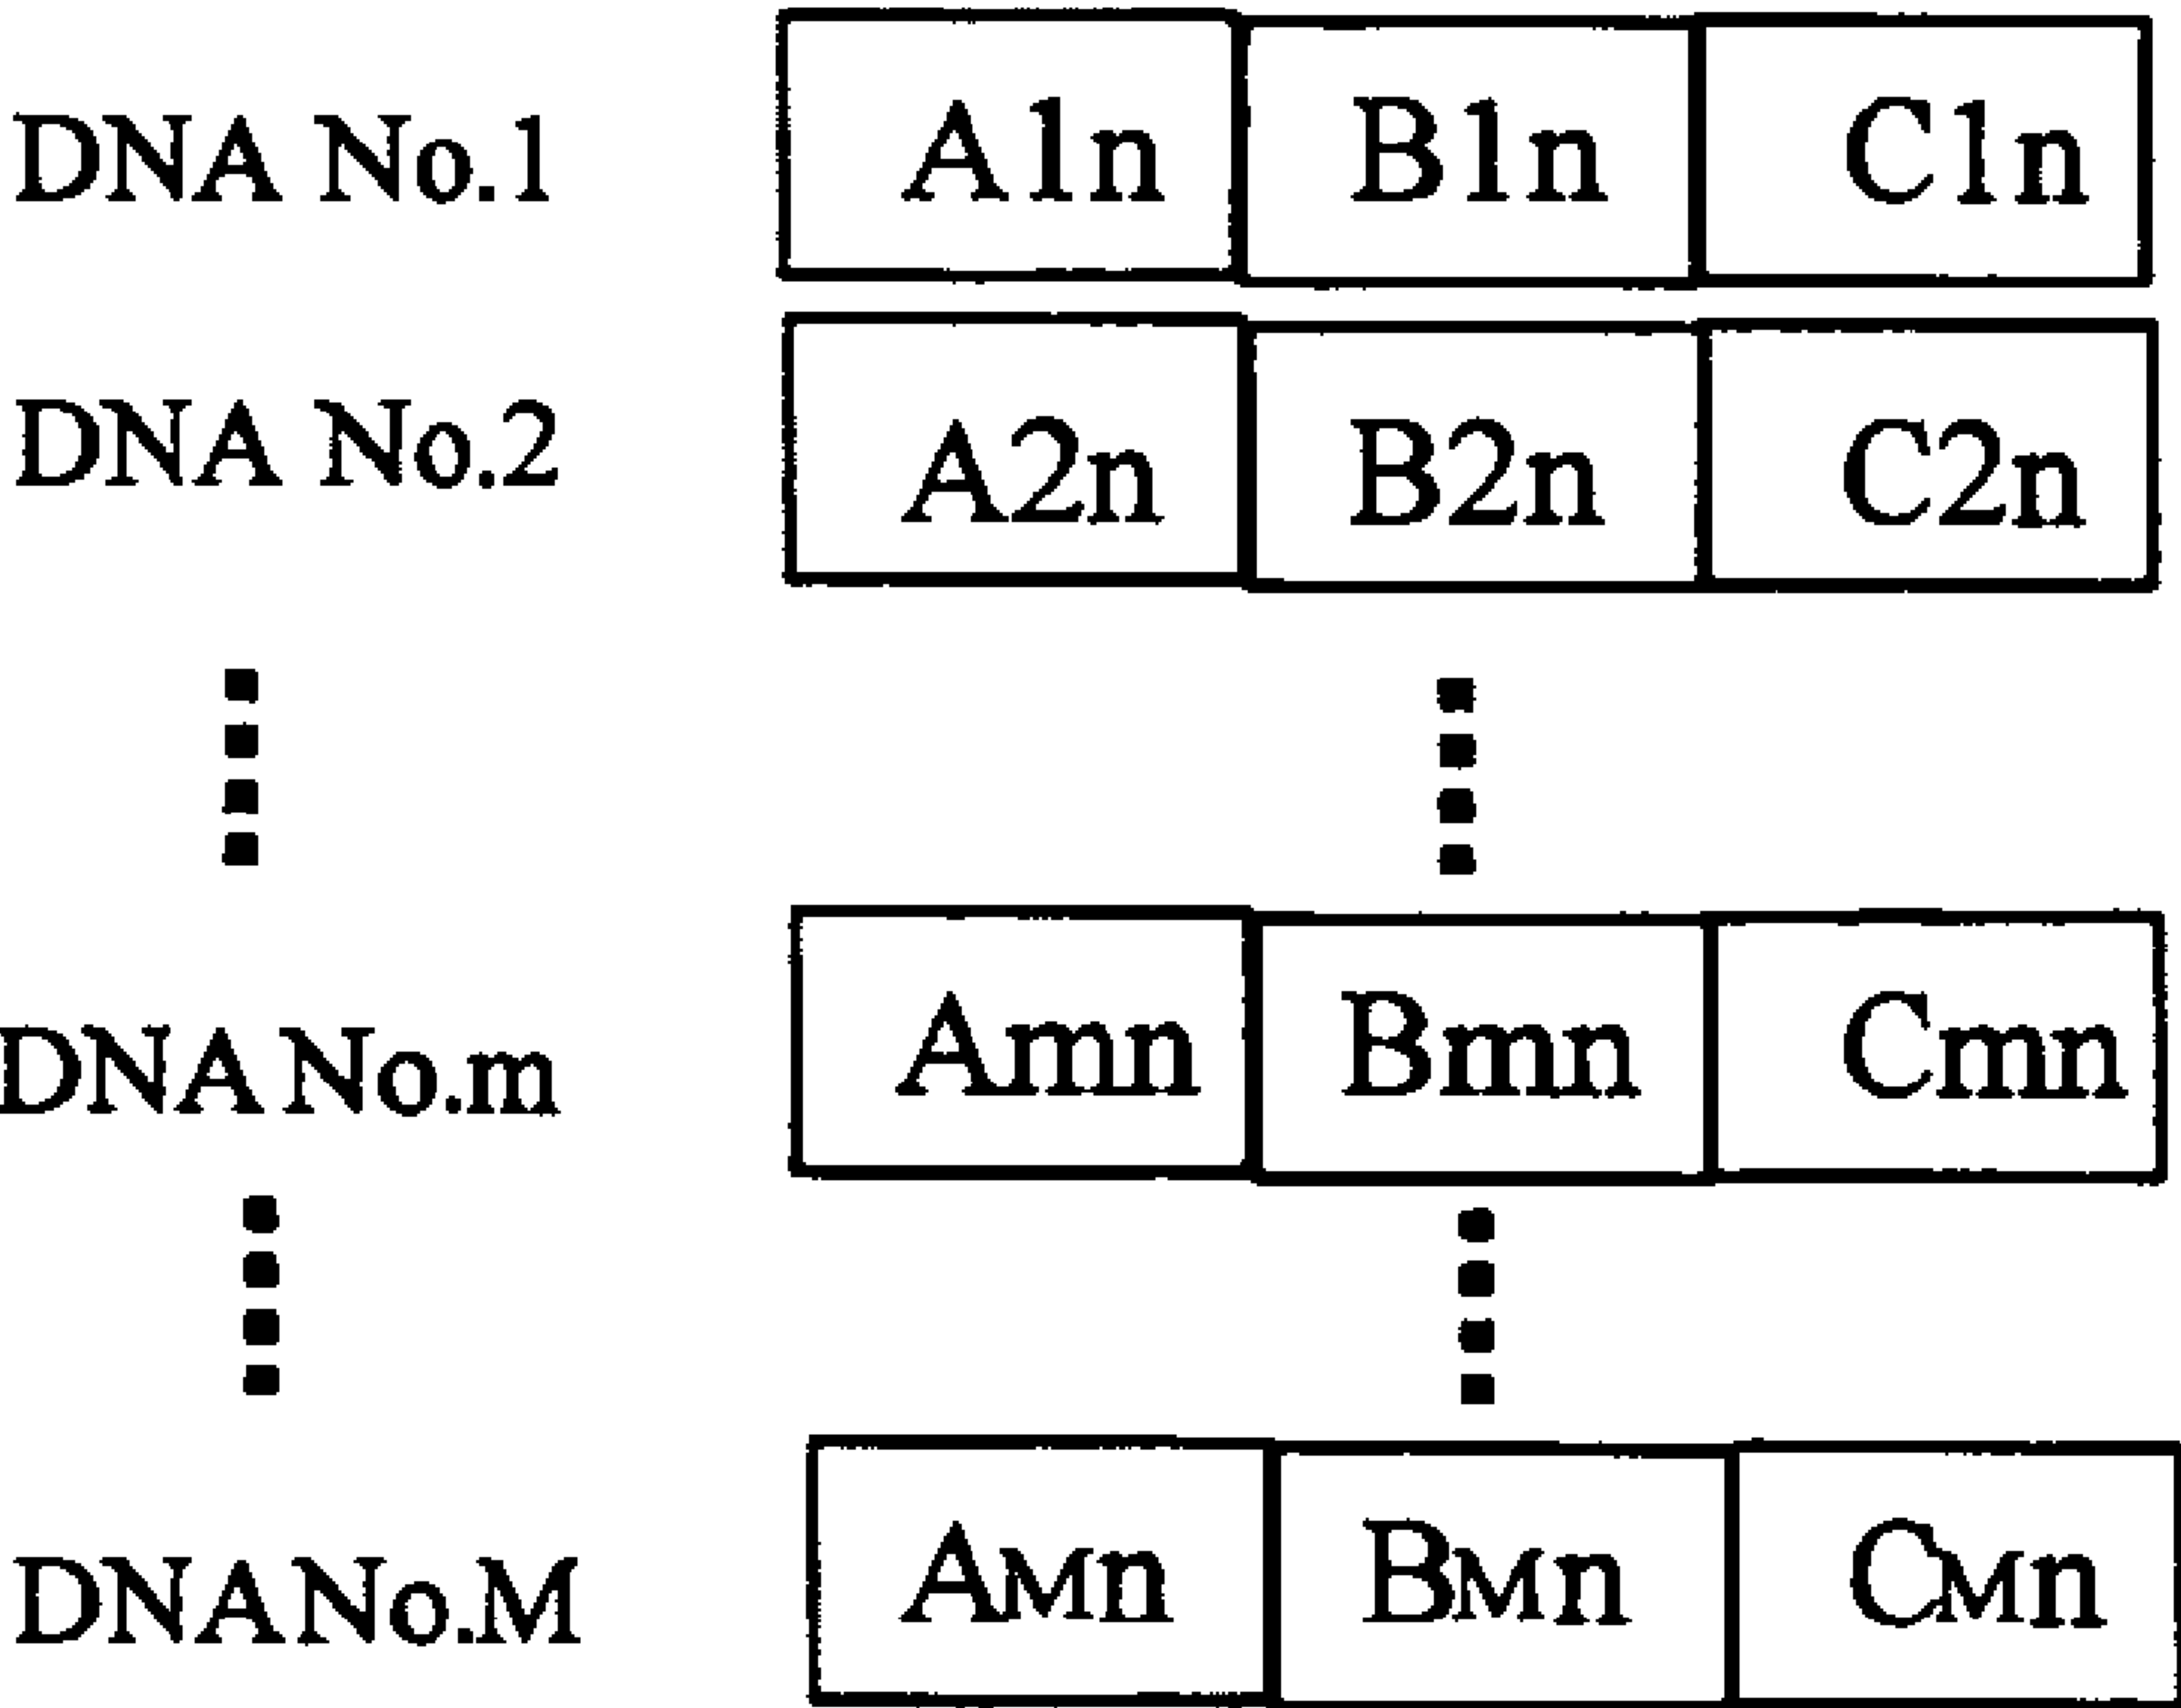 DNA No.1 A1n B1n C1n
DNA No.2 A2n B2n C2n
DNA No.m Amn Bmn Cmn
DNA No.M AMn BMn CMn